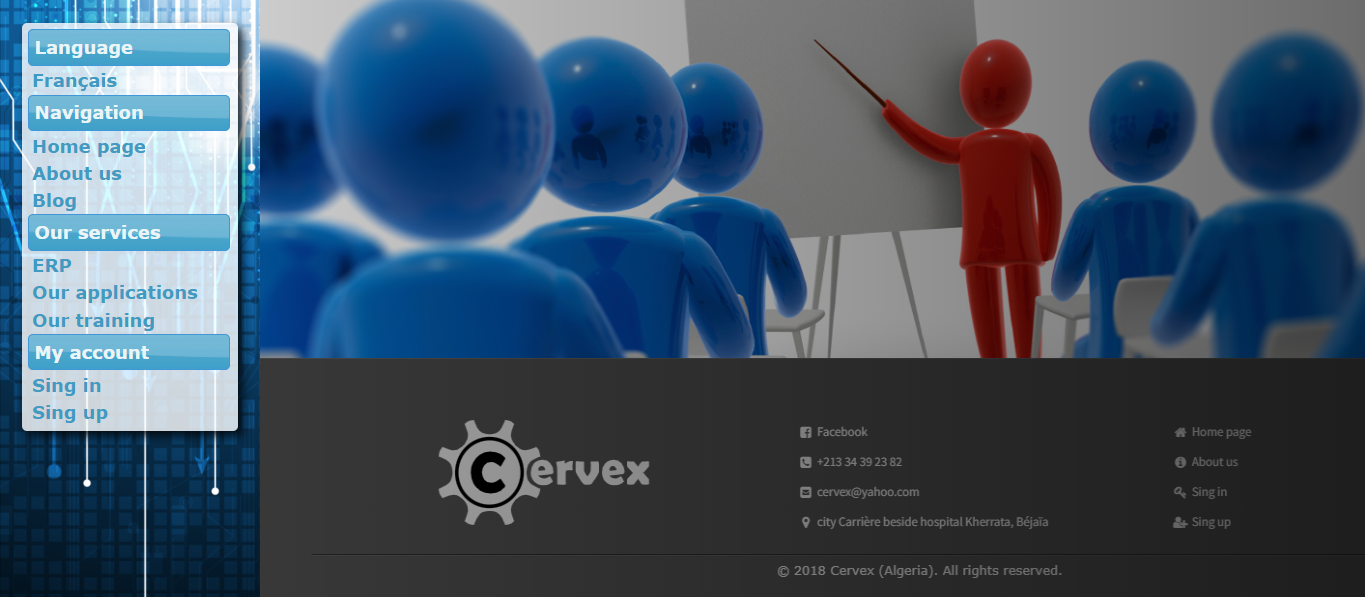 Language
Français
Navigation
Home page
About us
Blog
Our services
ERP
Our applications
Our training
My account
Sing in
Sing up
Cervex
Facebook
+213 34 39 23 82
cervex@yahoo.com
city Carrière beside hospital Kherrata, Béjaïa
Home page
About us
Sing in
Sing up
© 2018 Cervex (Algeria). All rights reserved.